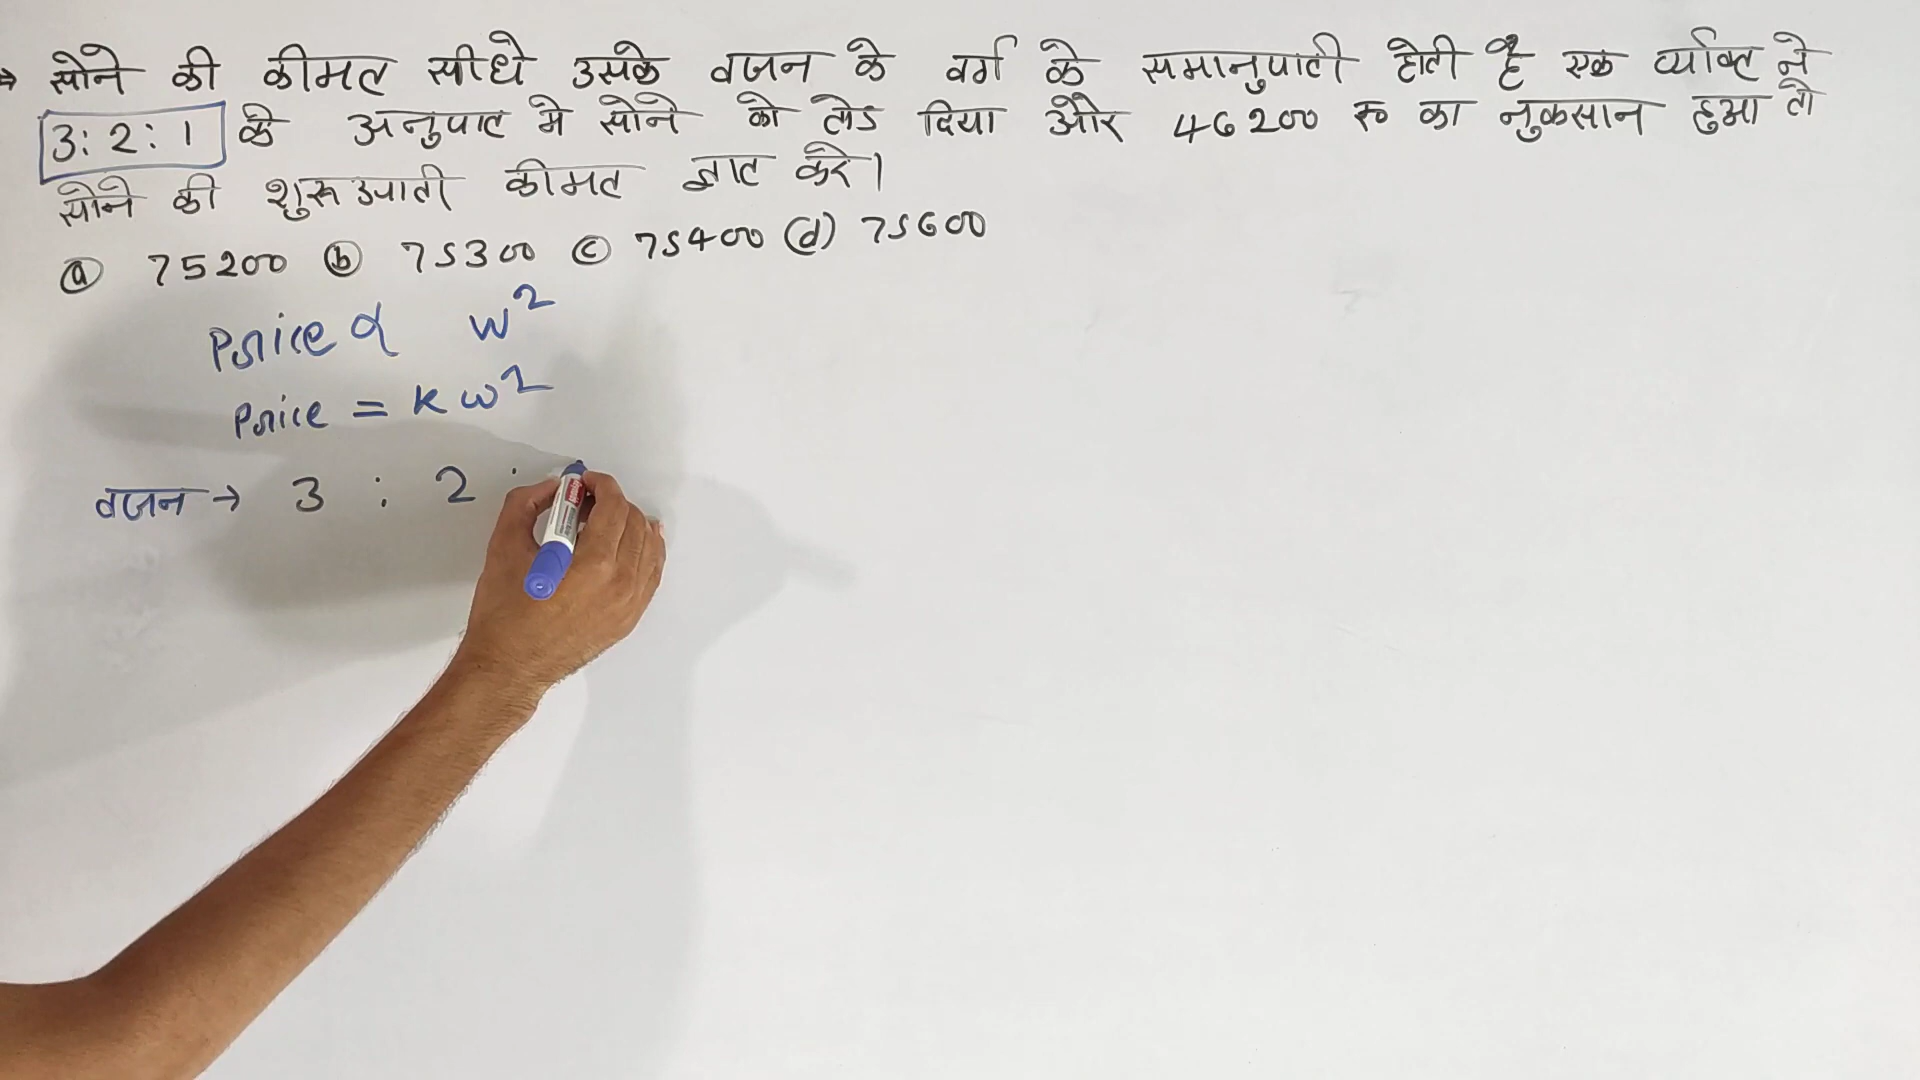 → सोने की कीमत सीधे उसके वजन के वर्ग के समानुपाती होती है एक व्यक्ति ने
3:2:1 के अनुपात मे सोने को तोड दिया और 46200 रु का नुकसान हुआ तो
सोने की शुरूआती कीमत ज्ञात करे।
(a) 75200 (b) 75300 (c) 75400 (d) 75600
Price ∝ w²
Price = kw²
वजन → 3 : 2 :